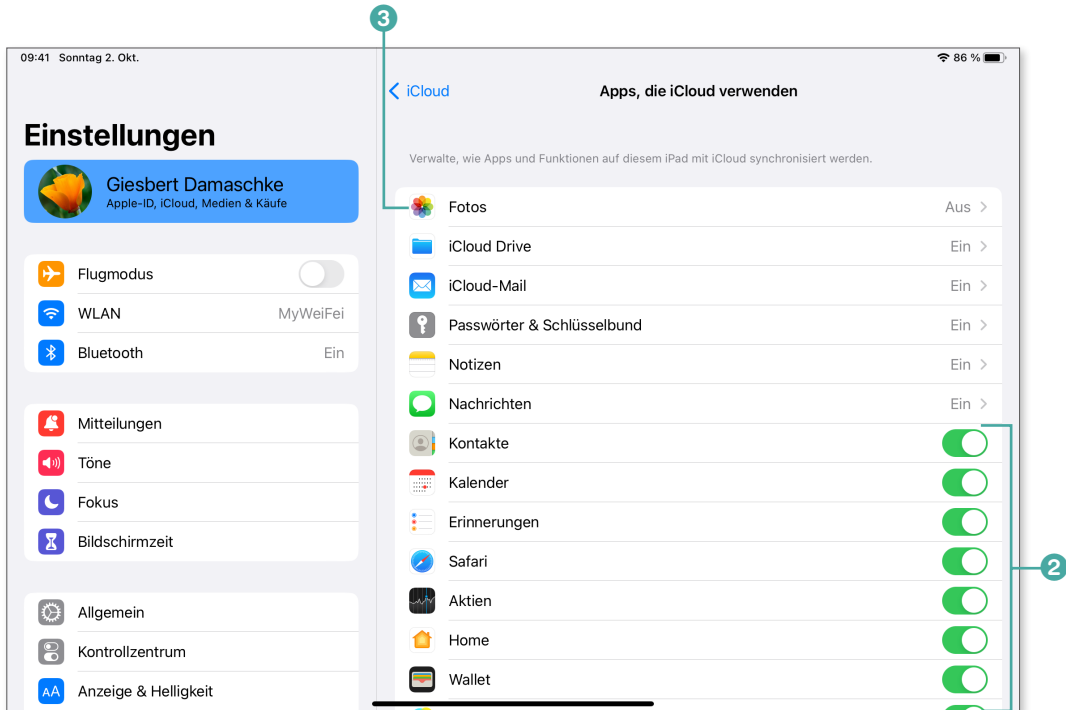 3
09:41 Sonntag 2. Okt.
86 %
iCloud
Apps, die iCloud verwenden
Einstellungen
Verwalte, wie Apps und Funktionen auf diesem iPad mit iCloud synchronisiert werden.
Giesbert Damaschke
Apple-ID, iCloud, Medien & Käufe
Flugmodus
WLAN MyWeiFei
Bluetooth Ein
Mitteilungen
Töne
Fokus
Bildschirmzeit
Allgemein
Kontrollzentrum
AA Anzeige & Helligkeit
Fotos Aus
iCloud Drive Ein
iCloud-Mail Ein
Passwörter & Schlüsselbund Ein
Notizen Ein
Nachrichten Ein
Kontakte
Kalender
Erinnerungen
Safari
Aktien
Home
Wallet
2